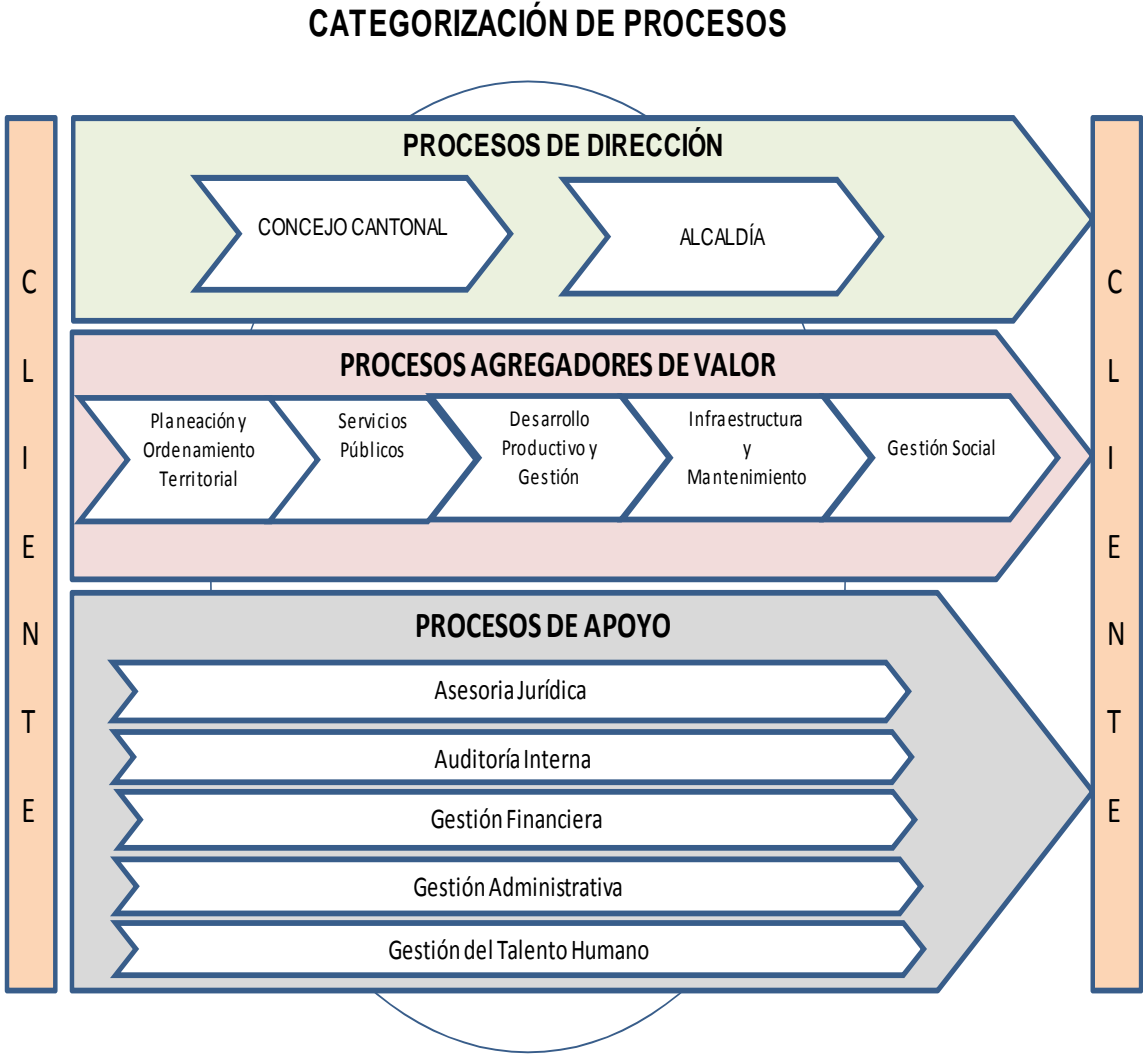 CATEGORIZACIÓN DE PROCESOS
CLIENTE
PROCESOS DE DIRECCIÓN
CONCEJO CANTONAL
ALCALDÍA
PROCESOS AGREGADORES DE VALOR
Planeación y
Ordenamiento
Territorial
Servicios
Públicos
Desarrollo
Productivo y
Gestión
Infraestructura
y
Mantenimiento
Gestión Social
PROCESOS DE APOYO
Asesoria Jurídica
Auditoría Interna
Gestión Financiera
Gestión Administrativa
Gestión del Talento Humano
CLIENTE